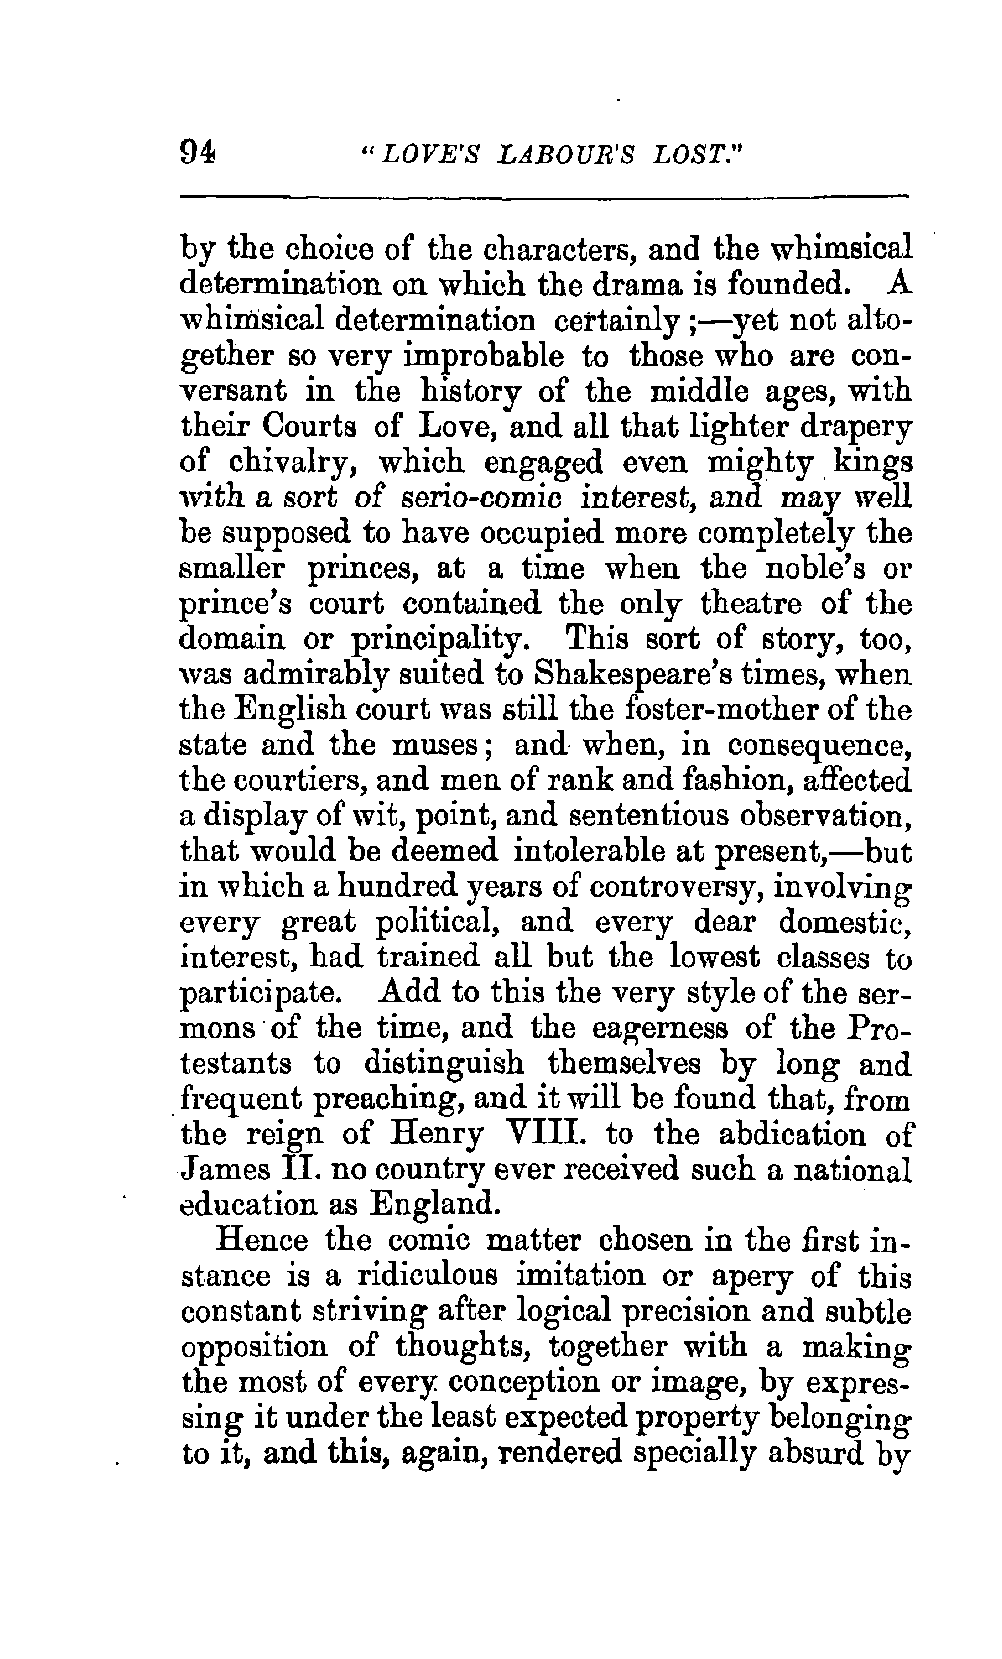 94 " LOVE'S LABOUR'S LOST."
by the choice of the characters, and the whimsical
determination on which the drama is founded. A
whimsical determination certainly ;—yet not alto-
gether so very improbable to those who are con-
versant in the history of the middle ages, with
their Courts of Love, and all that lighter drapery
of chivalry, which engaged even mighty kings
with a sort of serio-comic interest, and may well
be supposed to have occupied more completely the
smaller princes, at a time when the noble's or
prince's court contained the only theatre of the
domain or principality. This sort of story, too,
was admirably suited to Shakespeare's times, when
the English court was still the foster-mother of the
state and the muses; and when, in consequence,
the courtiers, and men of rank and fashion, affected
a display of wit, point, and sententious observation,
that would be deemed intolerable at present,—but
in which a hundred years of controversy, involving
every great political, and every dear domestic,
interest, had trained all but the lowest classes to
participate. Add to this the very style of the ser-
mons of the time, and the eagerness of the Pro-
testants to distinguish themselves by long and
frequent preaching, and it will be found that, from
the reign of Henry VIII. to the abdication of
James II. no country ever received such a national
education as England.
Hence the comic matter chosen in the first in-
stance is a ridiculous imitation or apery of this
constant striving after logical precision and subtle
opposition of thoughts, together with a making
the most of every conception or image, by expres-
sing it under the least expected property belonging
to it, and this, again, rendered specially absurd by